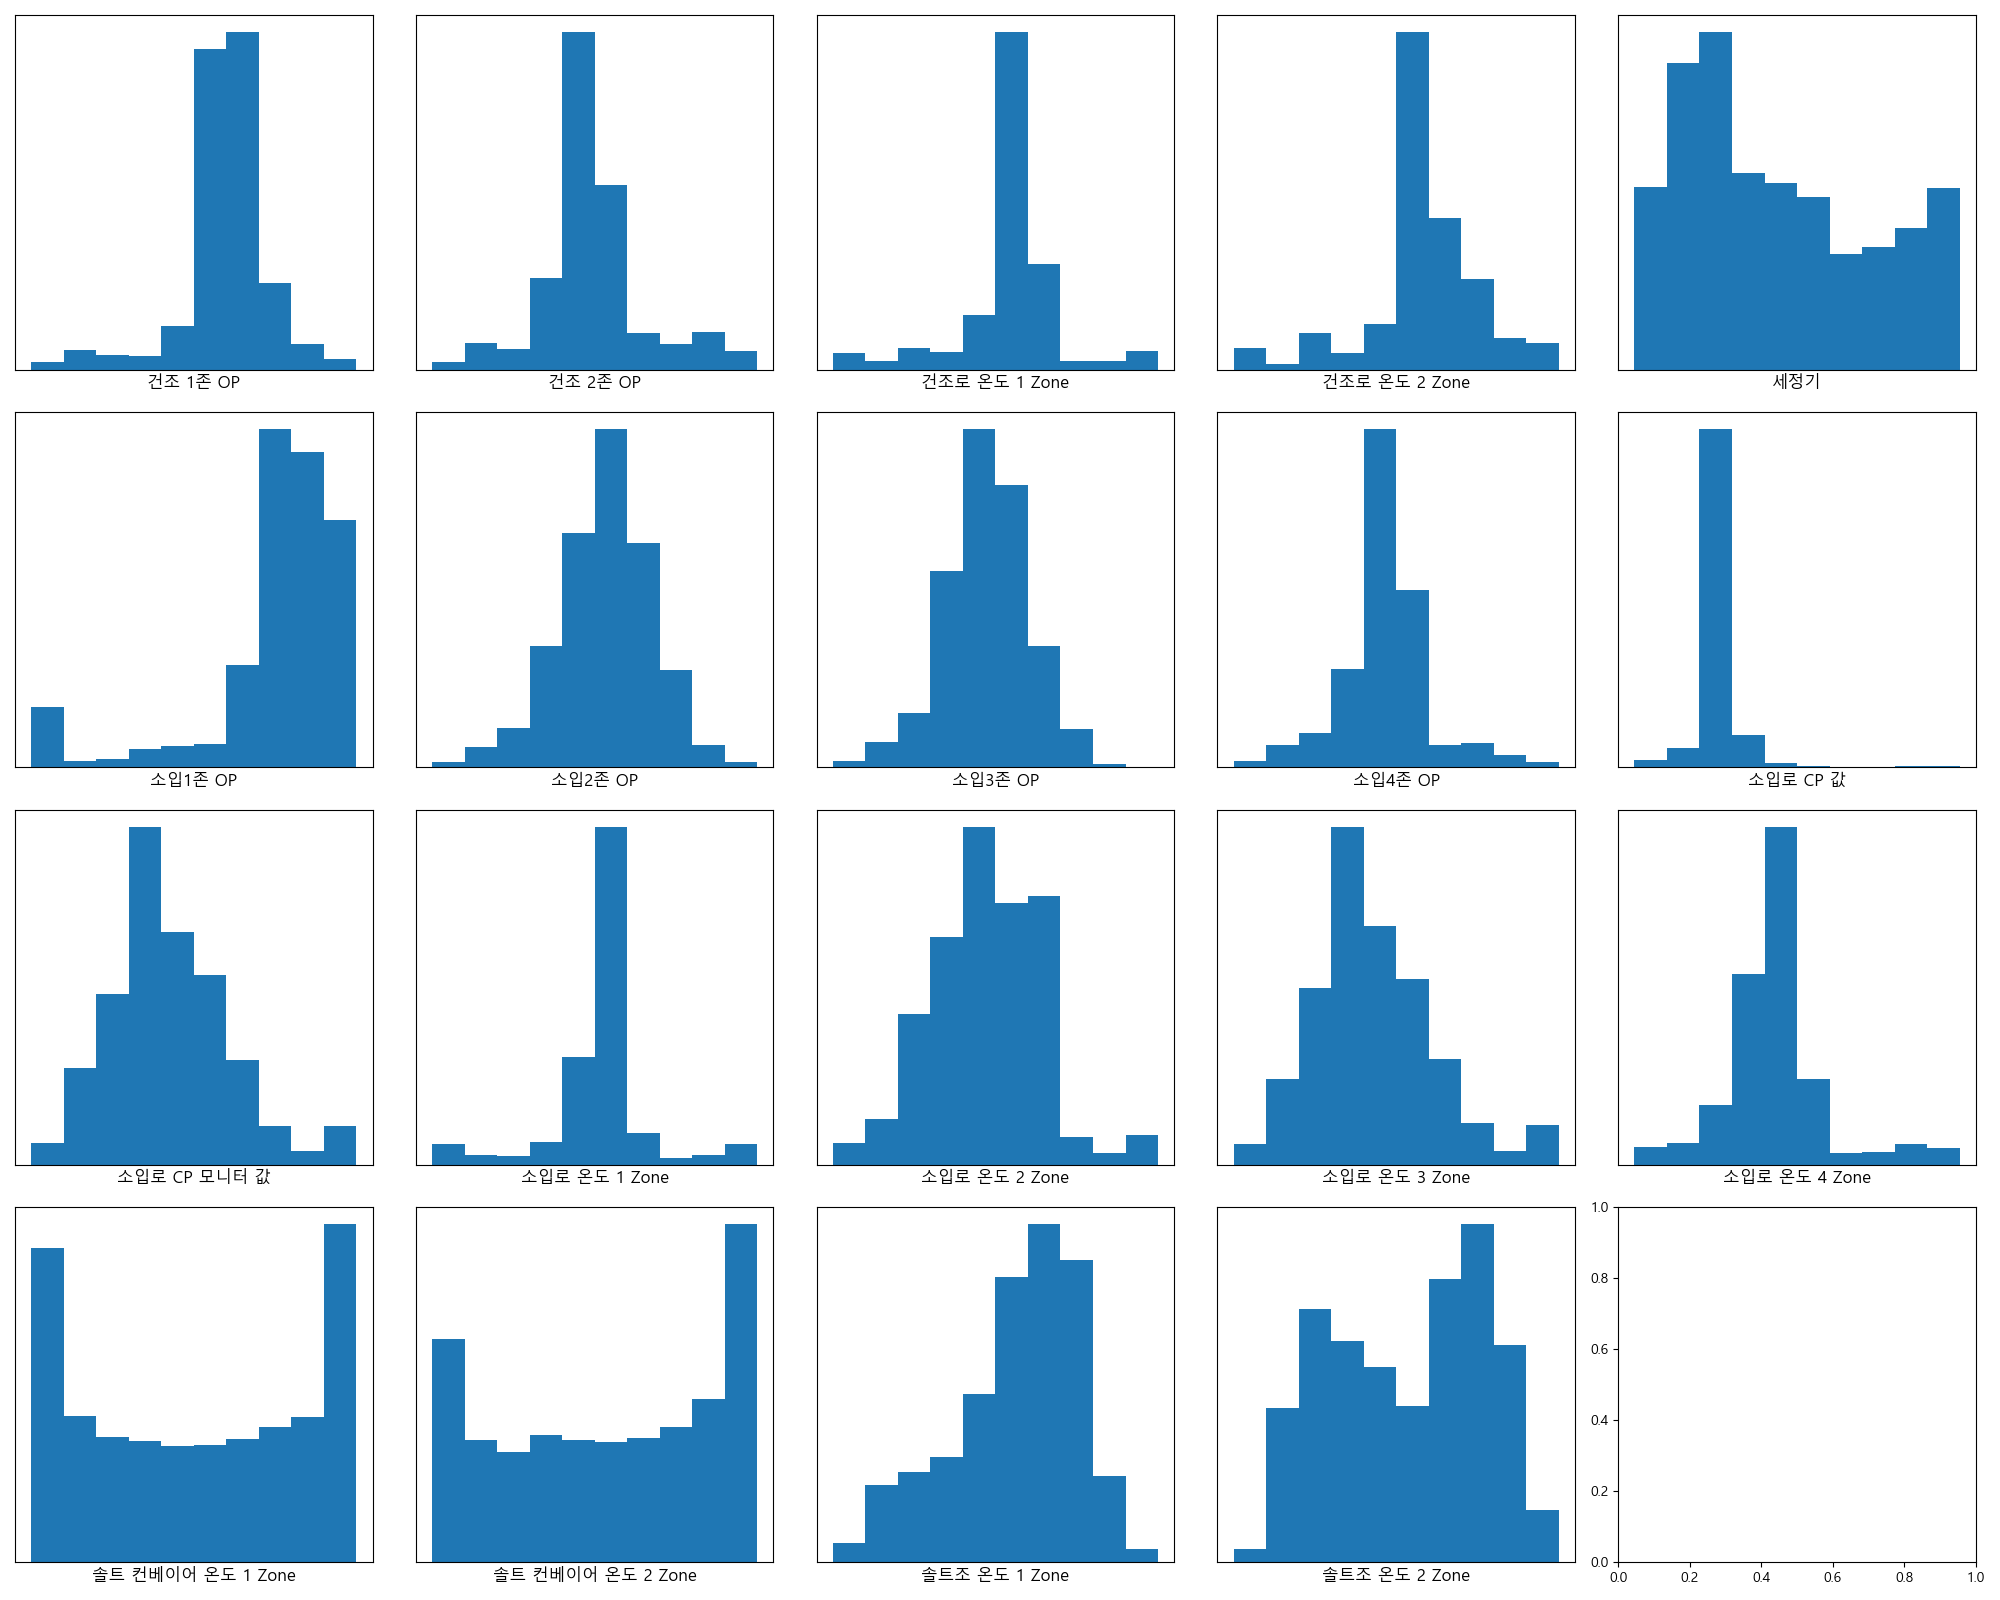 건조 1존 OP
건조 2존 OP
건조로 온도 1 Zone
건조로 온도 2 Zone
세정기
소입1존 OP
소입2존 OP
소입3존 OP
소입4존 OP
소입로 CP 값
소입로 CP 모니터 값
소입로 온도 1 Zone
소입로 온도 2 Zone
소입로 온도 3 Zone
소입로 온도 4 Zone
1.0
0.8
0.6
0.4
0.2
0.0
0.0 0.2 0.4 0.6 0.8 1.0
솔트 컨베이어 온도 1 Zone
솔트 컨베이어 온도 2 Zone
솔트조 온도 1 Zone
솔트조 온도 2 Zone